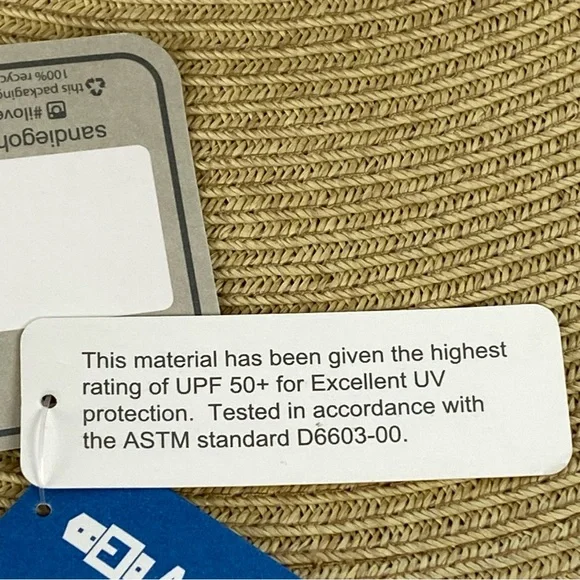 100% recyc
this packaging
#ilove
sandiegoh
This material has been given the highest
rating of UPF 50+ for Excellent UV
protection. Tested in accordance with
the ASTM standard D6603-00.